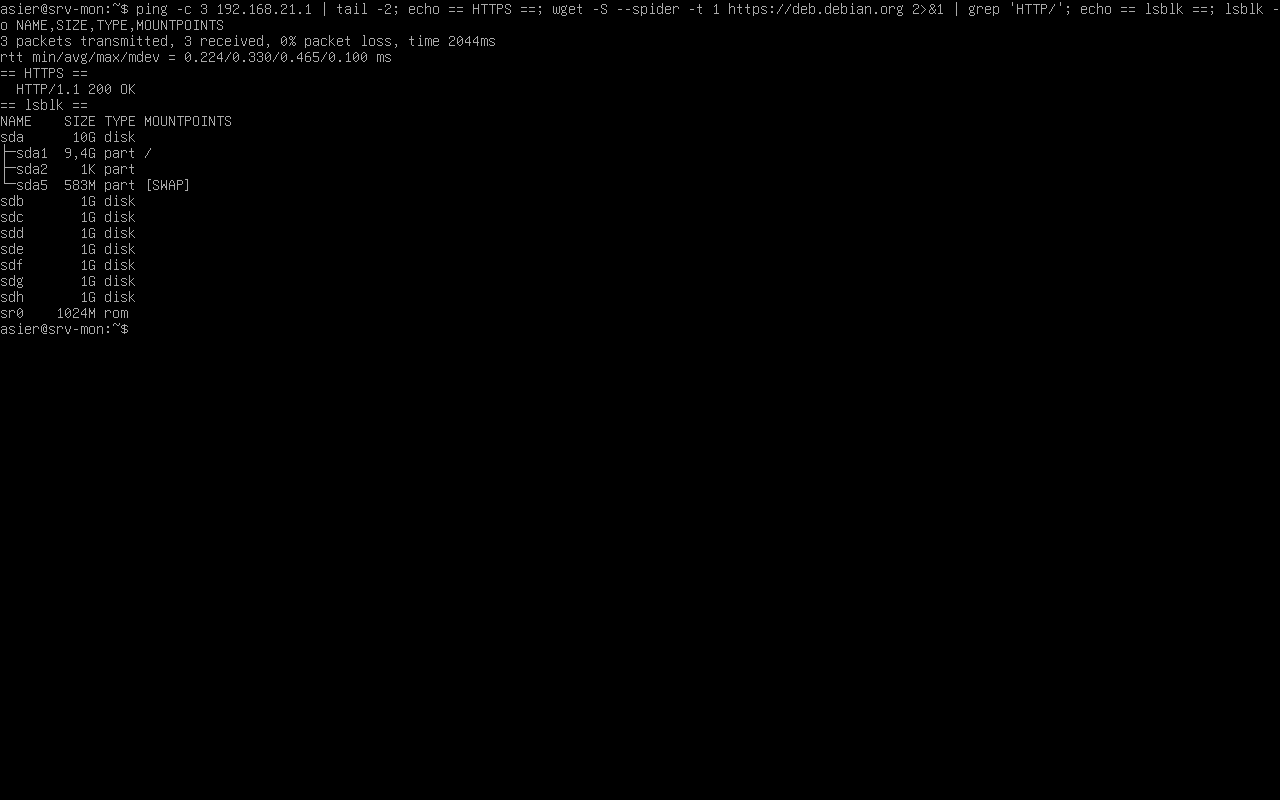 asier@srv-mon:~$ ping -c 3 192.168.21.1 | tail -2; echo == HTTPS ==; wget -S --spider -t 1 https://deb.debian.org 2>&1 | grep 'HTTP/'; echo == lsblk ==; lsblk -
o NAME,SIZE,TYPE,MOUNTPOINTS
3 packets transmitted, 3 received, 0% packet loss, time 2044ms
rtt min/avg/max/mdev = 0.224/0.330/0.465/0.100 ms
== HTTPS ==
  HTTP/1.1 200 OK
== lsblk ==
NAME    SIZE TYPE MOUNTPOINTS
sda      10G disk
├─sda1  9,4G part /
├─sda2    1K part
└─sda5  583M part [SWAP]
sdb       1G disk
sdc       1G disk
sdd       1G disk
sde       1G disk
sdf       1G disk
sdg       1G disk
sdh       1G disk
sr0    1024M rom
asier@srv-mon:~$